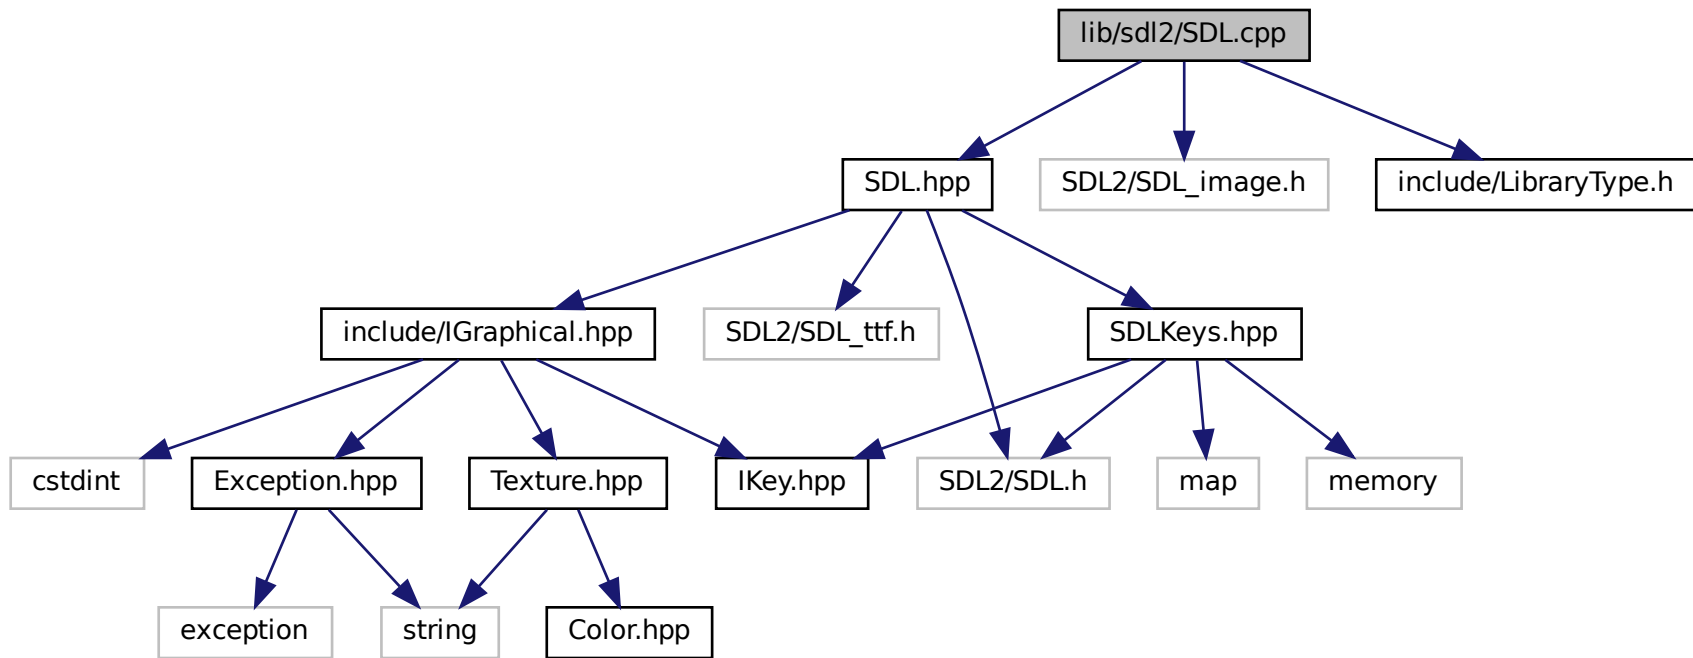 lib/sdl2/SDL.cpp
SDL.hpp
SDL2/SDL_image.h
include/LibraryType.h
include/IGraphical.hpp
SDL2/SDL_ttf.h
SDLKeys.hpp
cstdint
Exception.hpp
Texture.hpp
IKey.hpp
SDL2/SDL.h
map
memory
exception
string
Color.hpp